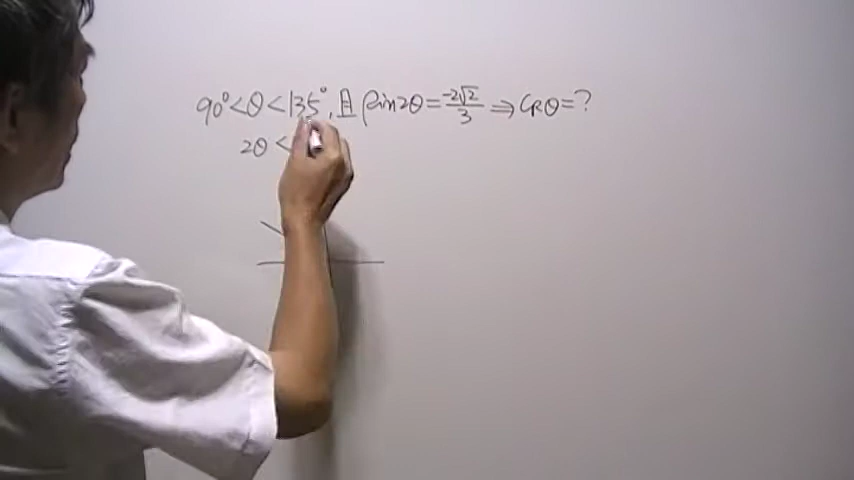 90° < θ < 135°, 且 sin2θ = -2√2/3 ⇒ cosθ = ?
2θ <